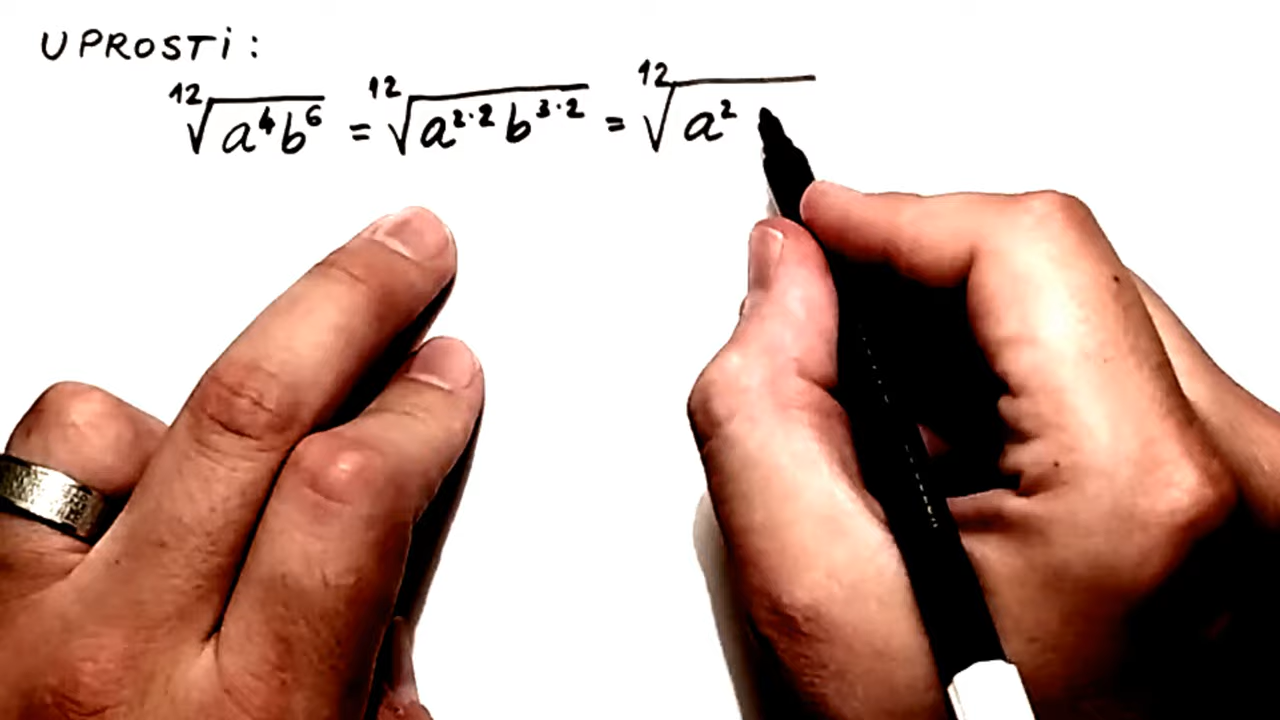 UPROSTi:
¹²√(a⁴b⁶) = ¹²√(a²·²b³·²) = ¹²√(a²